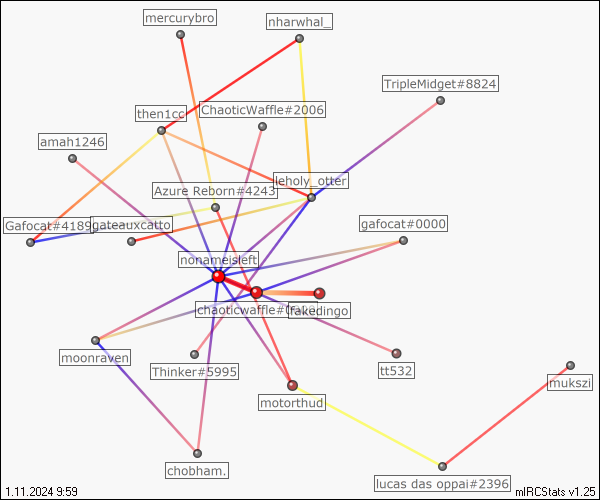 mercurybro
nharwhal_
TripleMidget#8824
ChaoticWaffle#2006
then1cc
amah1246
leholy_otter
Azure Reborn#4243
Gafocat#4189
gateauxcatto
gafocat#0000
nonameisleft
chaoticwaffle#
fakedingo
moonraven
Thinker#5995
tt532
mukszi
motorthud
chobham.
lucas das oppai#2396
1.11.2024 9:59
mIRCStats v1.25